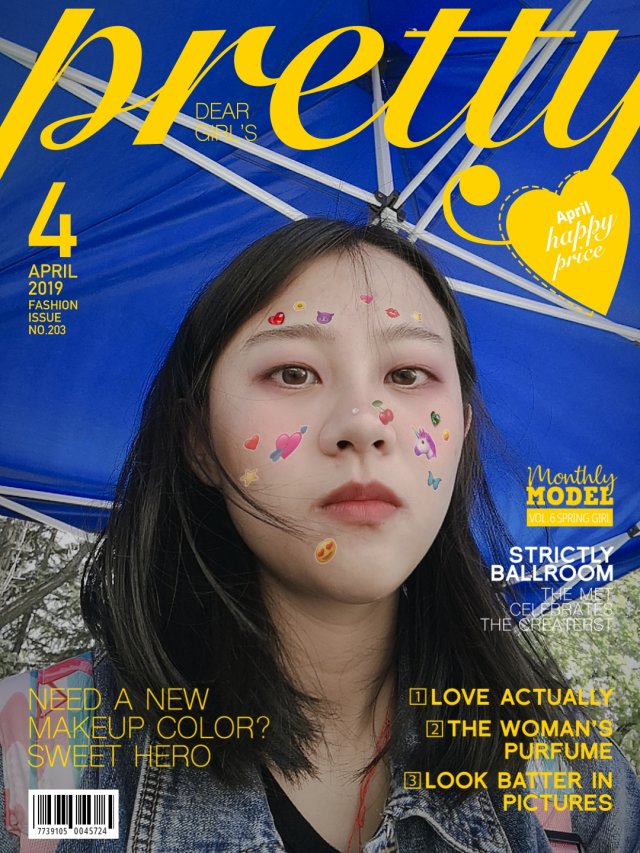 pretty
DEAR
GIRL'S
4
APRIL
2019
FASHION
ISSUE
NO.203
April
happy
price
Monthly
MODEL
VOL. 6 SPRING GIRL
STRICTLY
BALLROOM
THE MET
CELEBRATES
THE CREATERST
NEED A NEW
MAKEUP COLOR?
SWEET HERO
1 LOVE ACTUALLY
2 THE WOMAN'S
PURFUME
3 LOOK BATTER IN
PICTURES
7739105 0045724